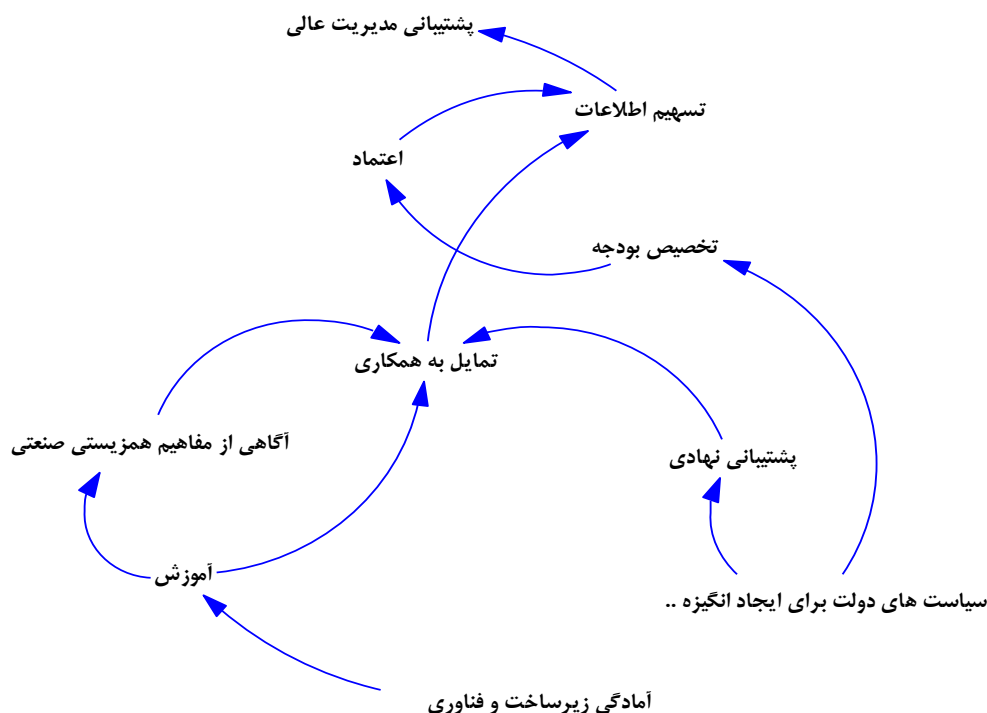 پشتیبانی مدیریت عالی
تسهیم اطلاعات
اعتماد
تخصیص بودجه
تمایل به همکاری
آگاهی از مفاهیم همزیستی صنعتی
پشتیبانی نهادی
آموزش
سیاست های دولت برای ایجاد انگیزه ..
آمادگی زیرساخت و فناوری